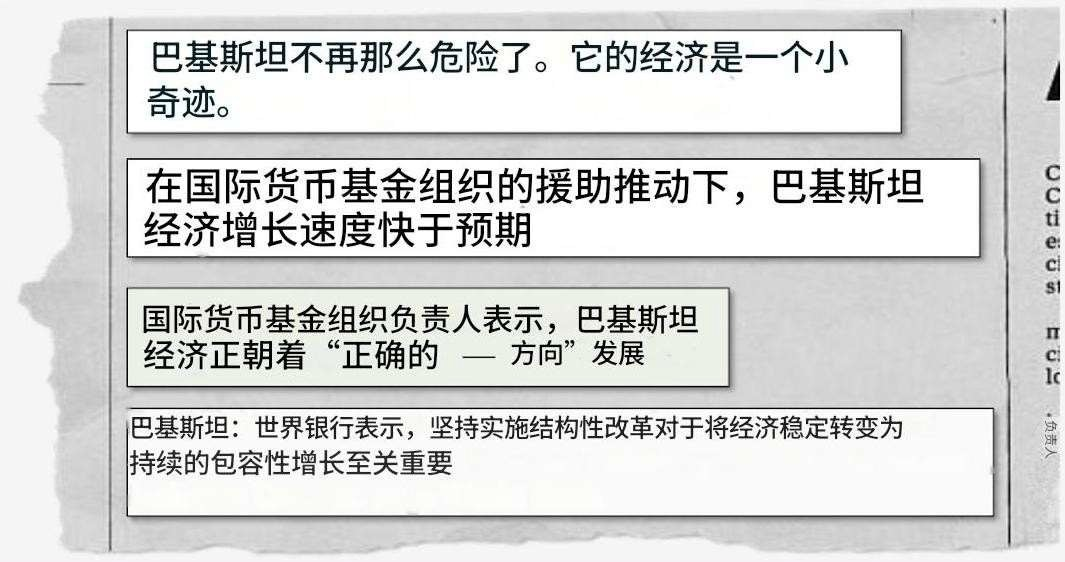 巴基斯坦不再那么危险了。它的经济是一个小
奇迹。
在国际货币基金组织的援助推动下，巴基斯坦
经济增长速度快于预期
国际货币基金组织负责人表示，巴基斯坦
经济正朝着“正确的 — 方向”发展
巴基斯坦：世界银行表示，坚持实施结构性改革对于将经济稳定转变为
持续的包容性增长至关重要
负责人